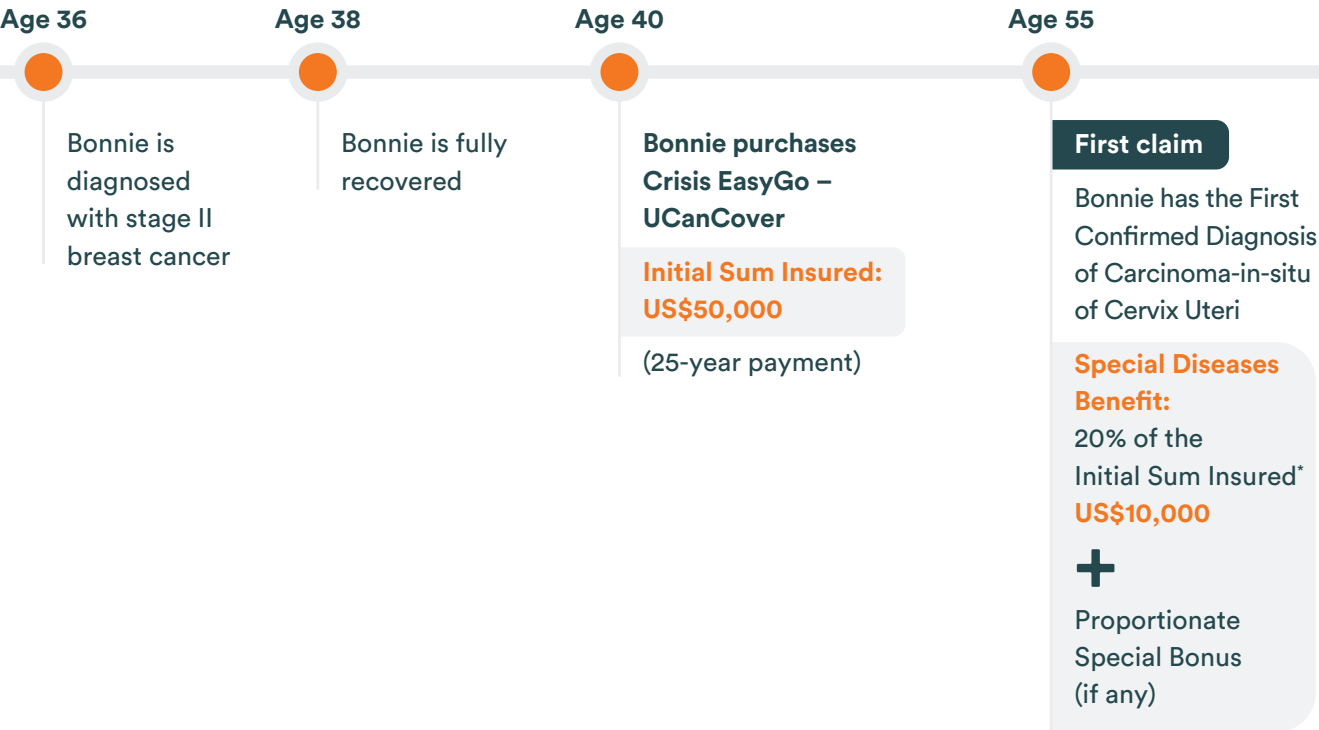 Age 36
Bonnie is
diagnosed
with stage II
breast cancer
Age 38
Bonnie is fully
recovered
Age 40
Bonnie purchases
Crisis EasyGo –
UCanCover
Initial Sum Insured:
US$50,000
(25-year payment)
Age 55
First claim
Bonnie has the First
Confirmed Diagnosis
of Carcinoma-in-situ
of Cervix Uteri
Special Diseases
Benefit:
20% of the
Initial Sum Insured*
US$10,000
+
Proportionate
Special Bonus
(if any)